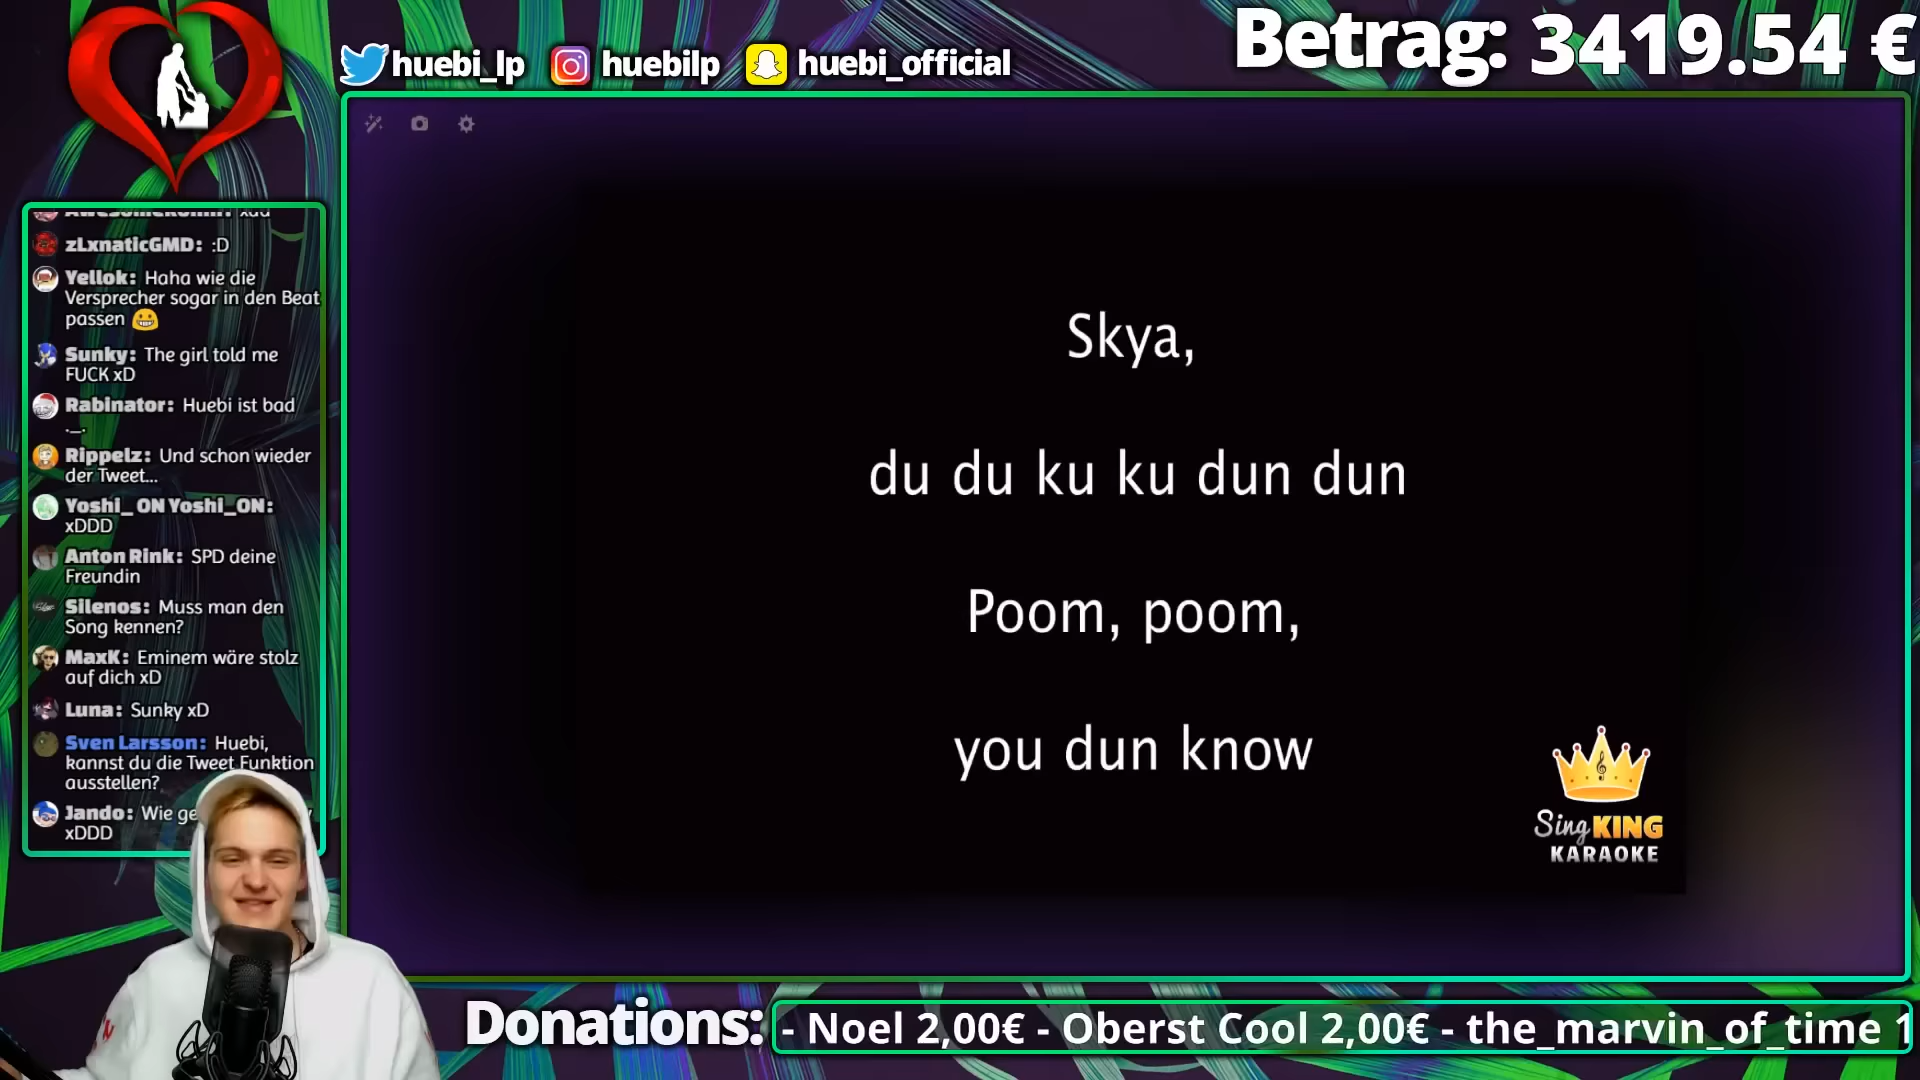 huebi_lp huebilp huebi_official
Betrag: 3419.54 €
xdd
zLxnaticGMD: :D
Yellok: Haha wie die
Versprecher sogar in den Beat
passen 😀
Sunky: The girl told me
FUCK xD
Rabinator: Huebi ist bad
._.
Rippelz: Und schon wieder
der Tweet...
Yoshi_ ON Yoshi_ON:
xDDD
Anton Rink: SPD deine
Freundin
Silenos: Muss man den
Song kennen?
MaxK: Eminem wäre stolz
auf dich xD
Luna: Sunky xD
Sven Larsson: Huebi,
kannst du die Tweet Funktion
ausstellen?
Jando: Wie ge
xDDD
Skya,
du du ku ku dun dun
Poom, poom,
you dun know
Sing KING
KARAOKE
Donations: - Noel 2,00€ - Oberst Cool 2,00€ - the_marvin_of_time 1